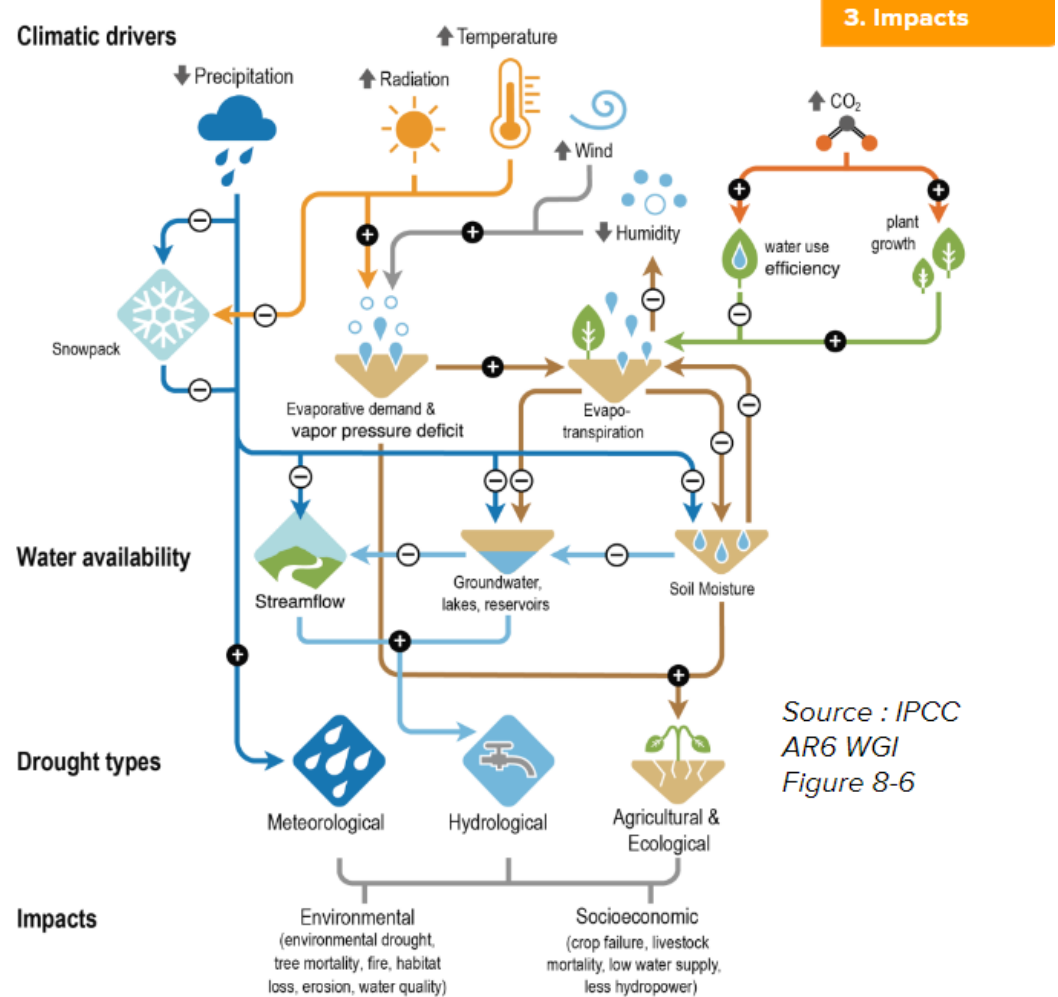 3. Impacts
Climatic drivers
Temperature
Precipitation
Radiation
CO₂
Wind
+
+
−
plant
growth
Humidity
+
+
water use
efficiency
−
−
−
Snowpack
+
+
−
−
Evaporative demand &
vapor pressure deficit
Evapo-
transpiration
−
−
−
−
−
−
Water availability
−
−
Streamflow
Groundwater,
lakes, reservoirs
Soil Moisture
+
+
+
Source : IPCC
AR6 WGI
Figure 8-6
Drought types
Meteorological
Hydrological
Agricultural &
Ecological
Impacts
Environmental
(environmental drought,
tree mortality, fire, habitat
loss, erosion, water quality)
Socioeconomic
(crop failure, livestock
mortality, low water supply,
less hydropower)